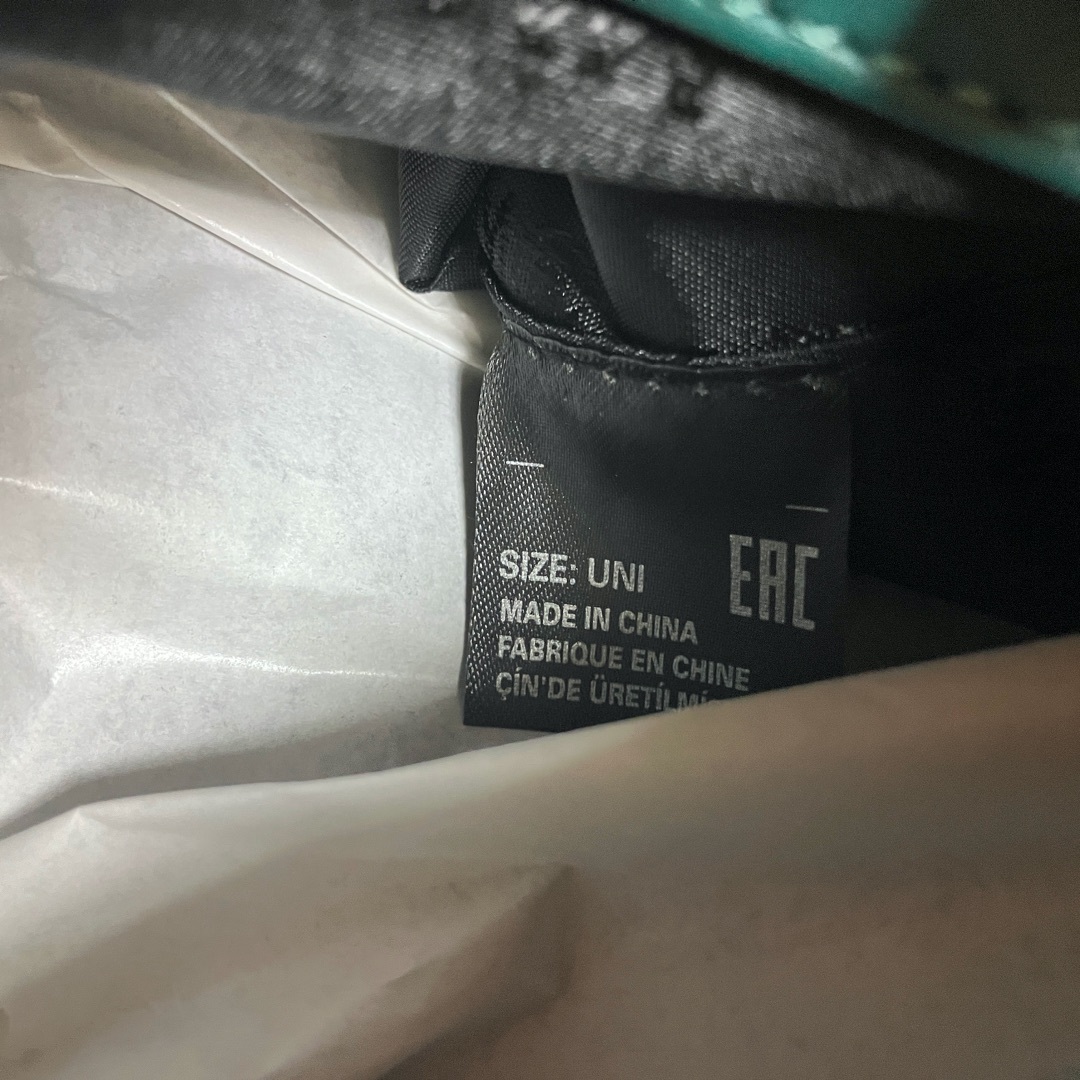 SIZE: UNI
EAC
MADE IN CHINA
FABRIQUE EN CHINE
ÇİN'DE